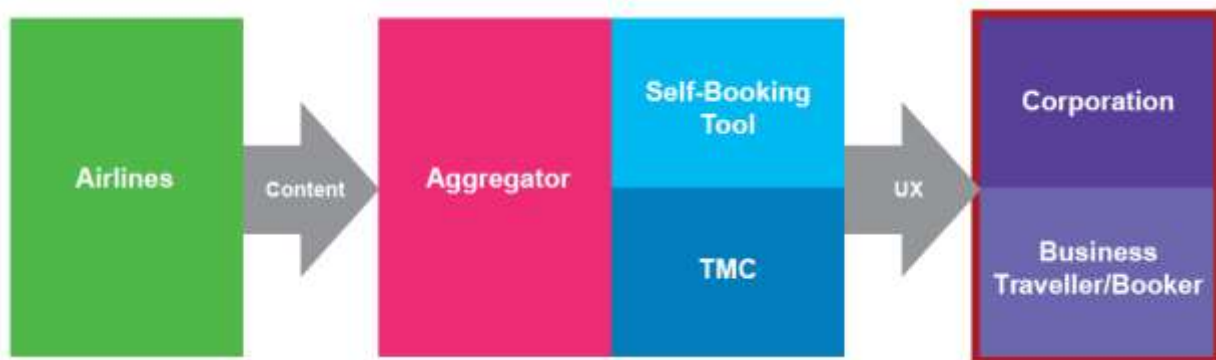 Airlines
Content
Aggregator
Self-Booking
Tool
TMC
UX
Corporation
Business
Traveller/Booker